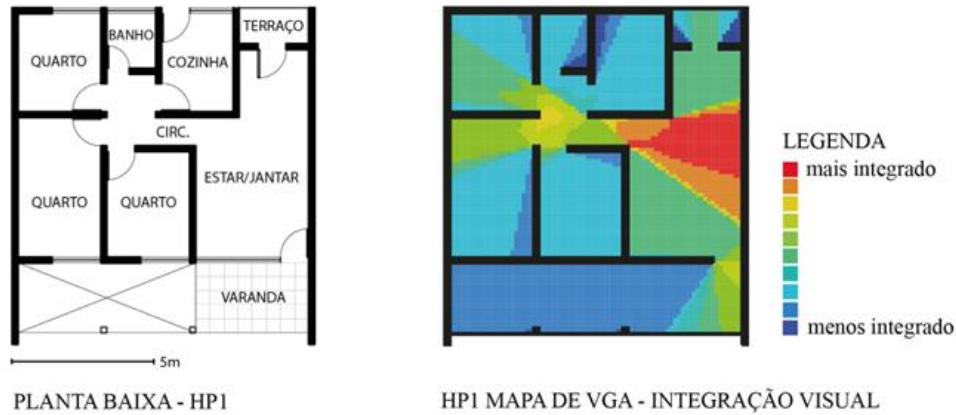 TERRAÇO
BANHO
QUARTO
COZINHA
CIRC.
ESTAR/JANTAR
QUARTO
QUARTO
VARANDA
5m
PLANTA BAIXA - HP1
LEGENDA
mais integrado
menos integrado
HP1 MAPA DE VGA - INTEGRAÇÃO VISUAL